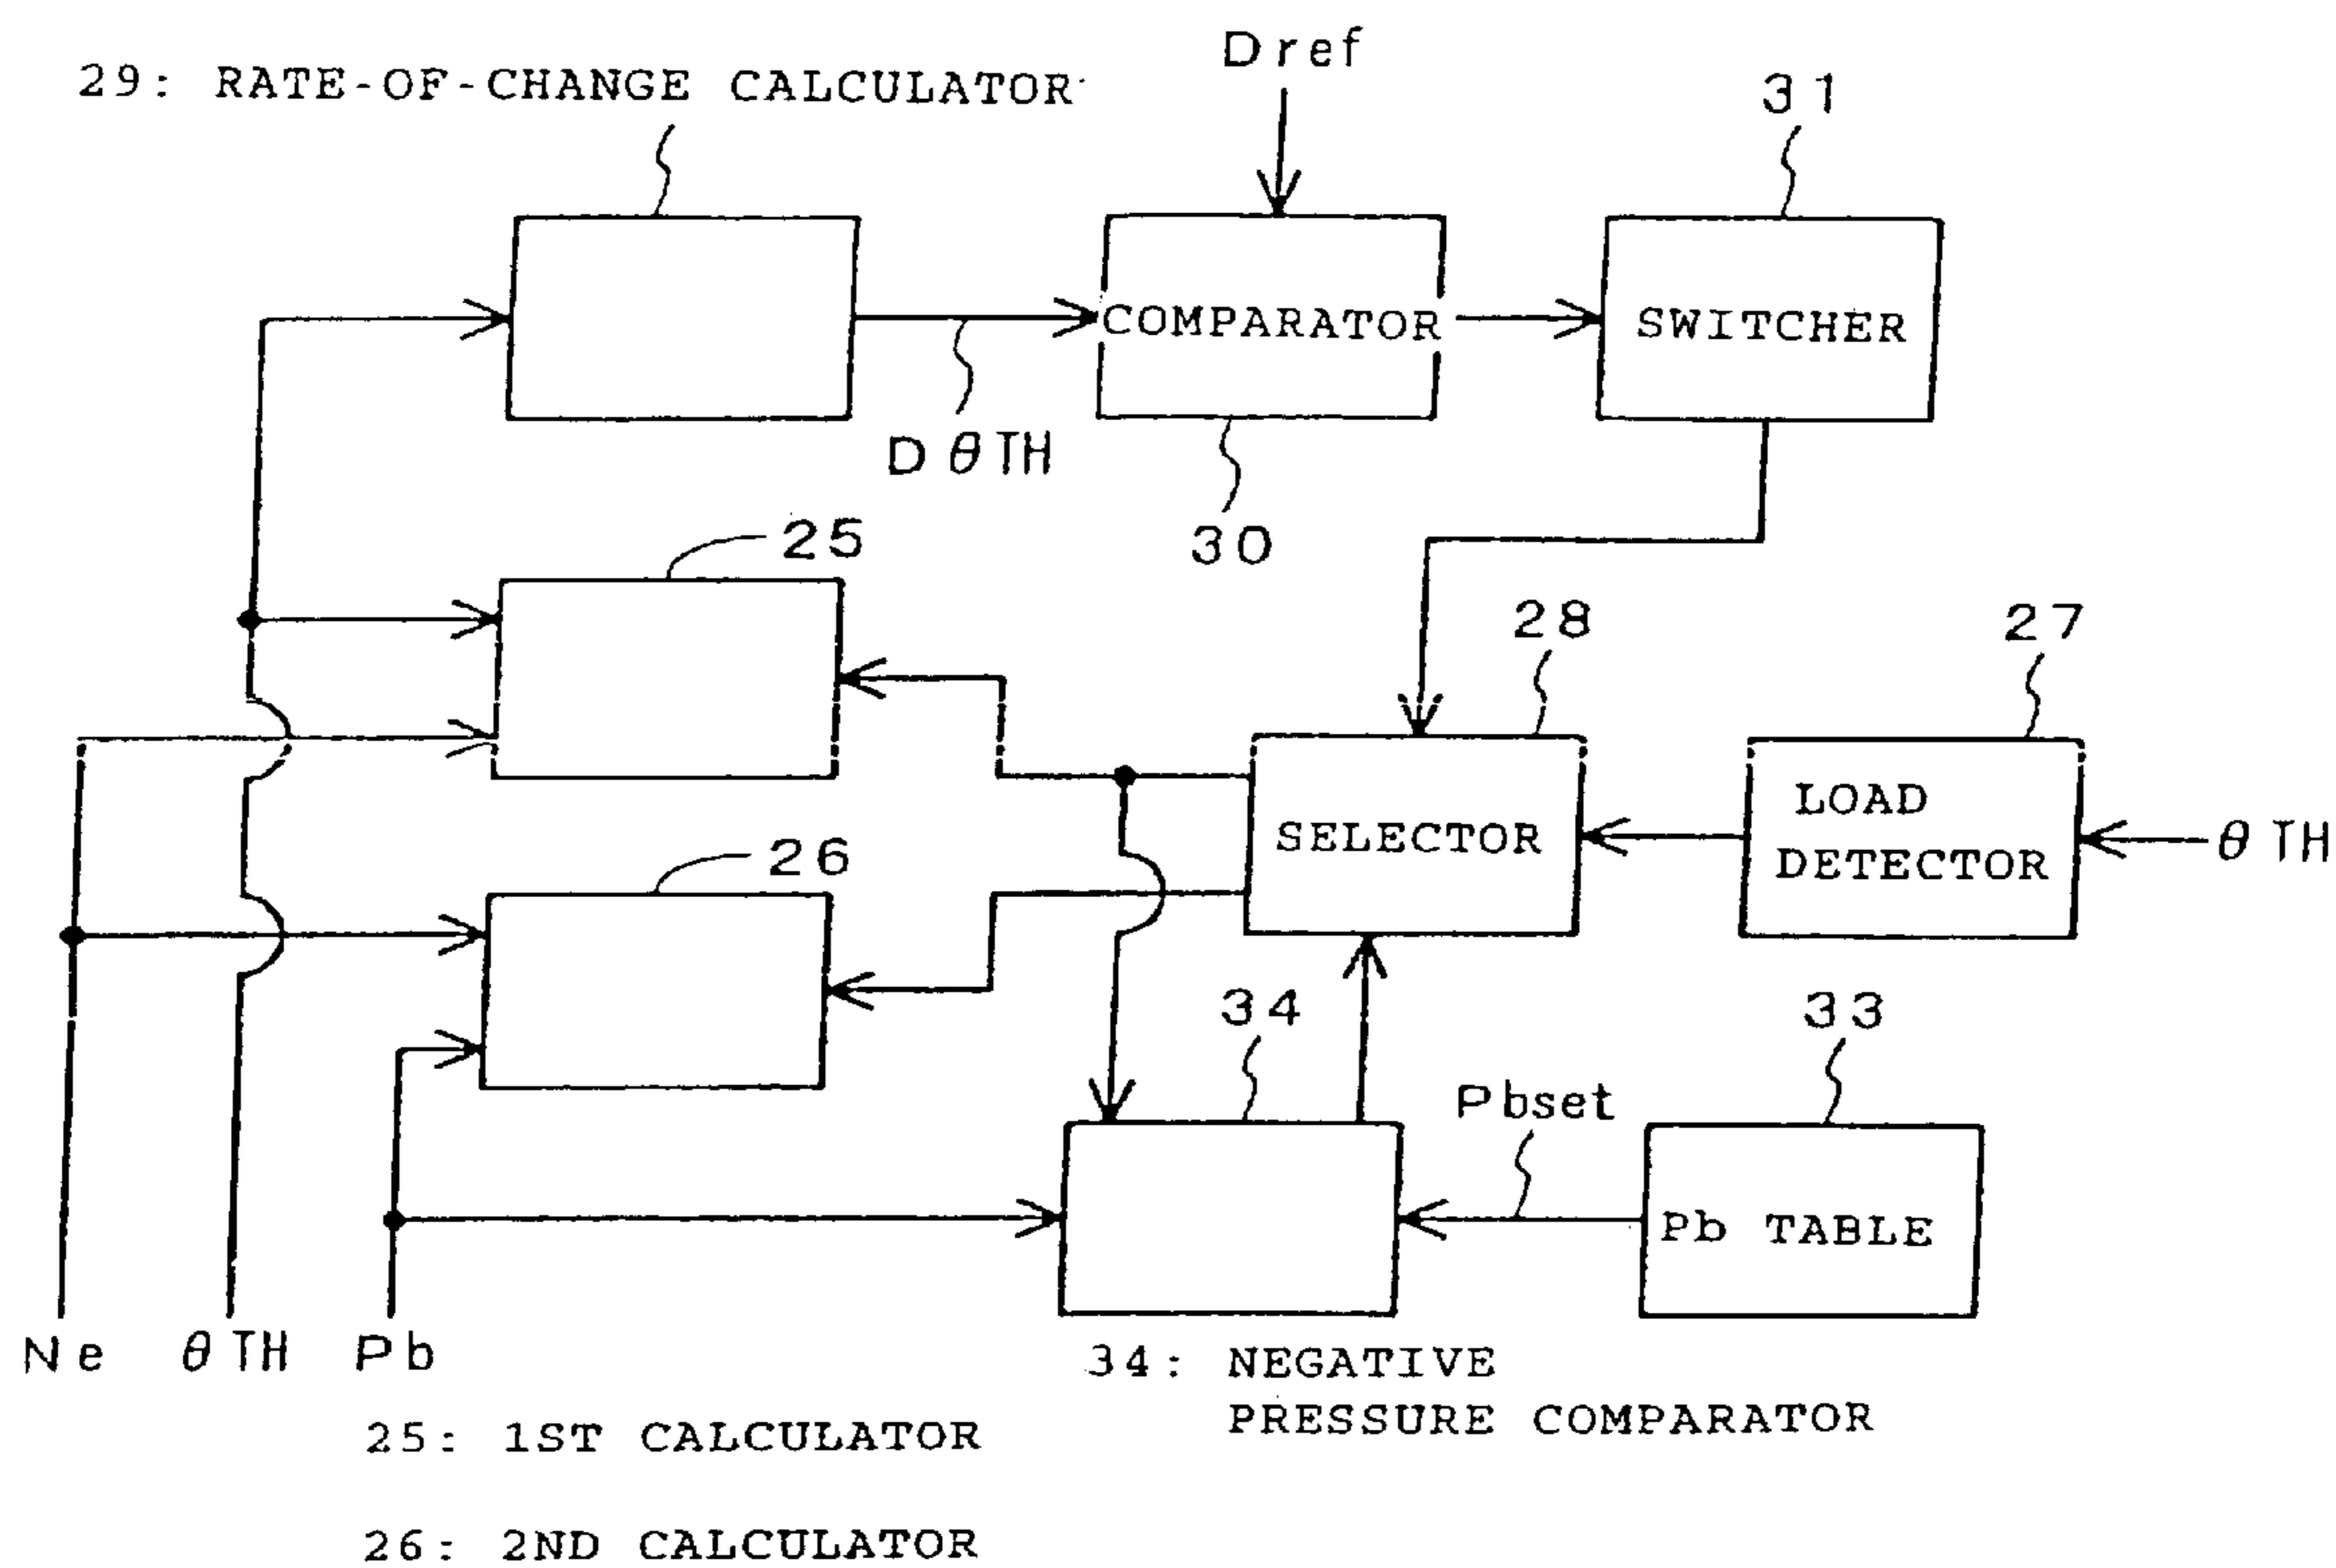 Dref
29: RATE-OF-CHANGE CALCULATOR
31
COMPARATOR
SWITCHER
D θTH
30
25
28
27
LOAD
DETECTOR
SELECTOR
θTH
26
34
33
Pbset
Pb TABLE
Ne
θTH
Pb
34: NEGATIVE
PRESSURE COMPARATOR
25: 1ST CALCULATOR
26: 2ND CALCULATOR